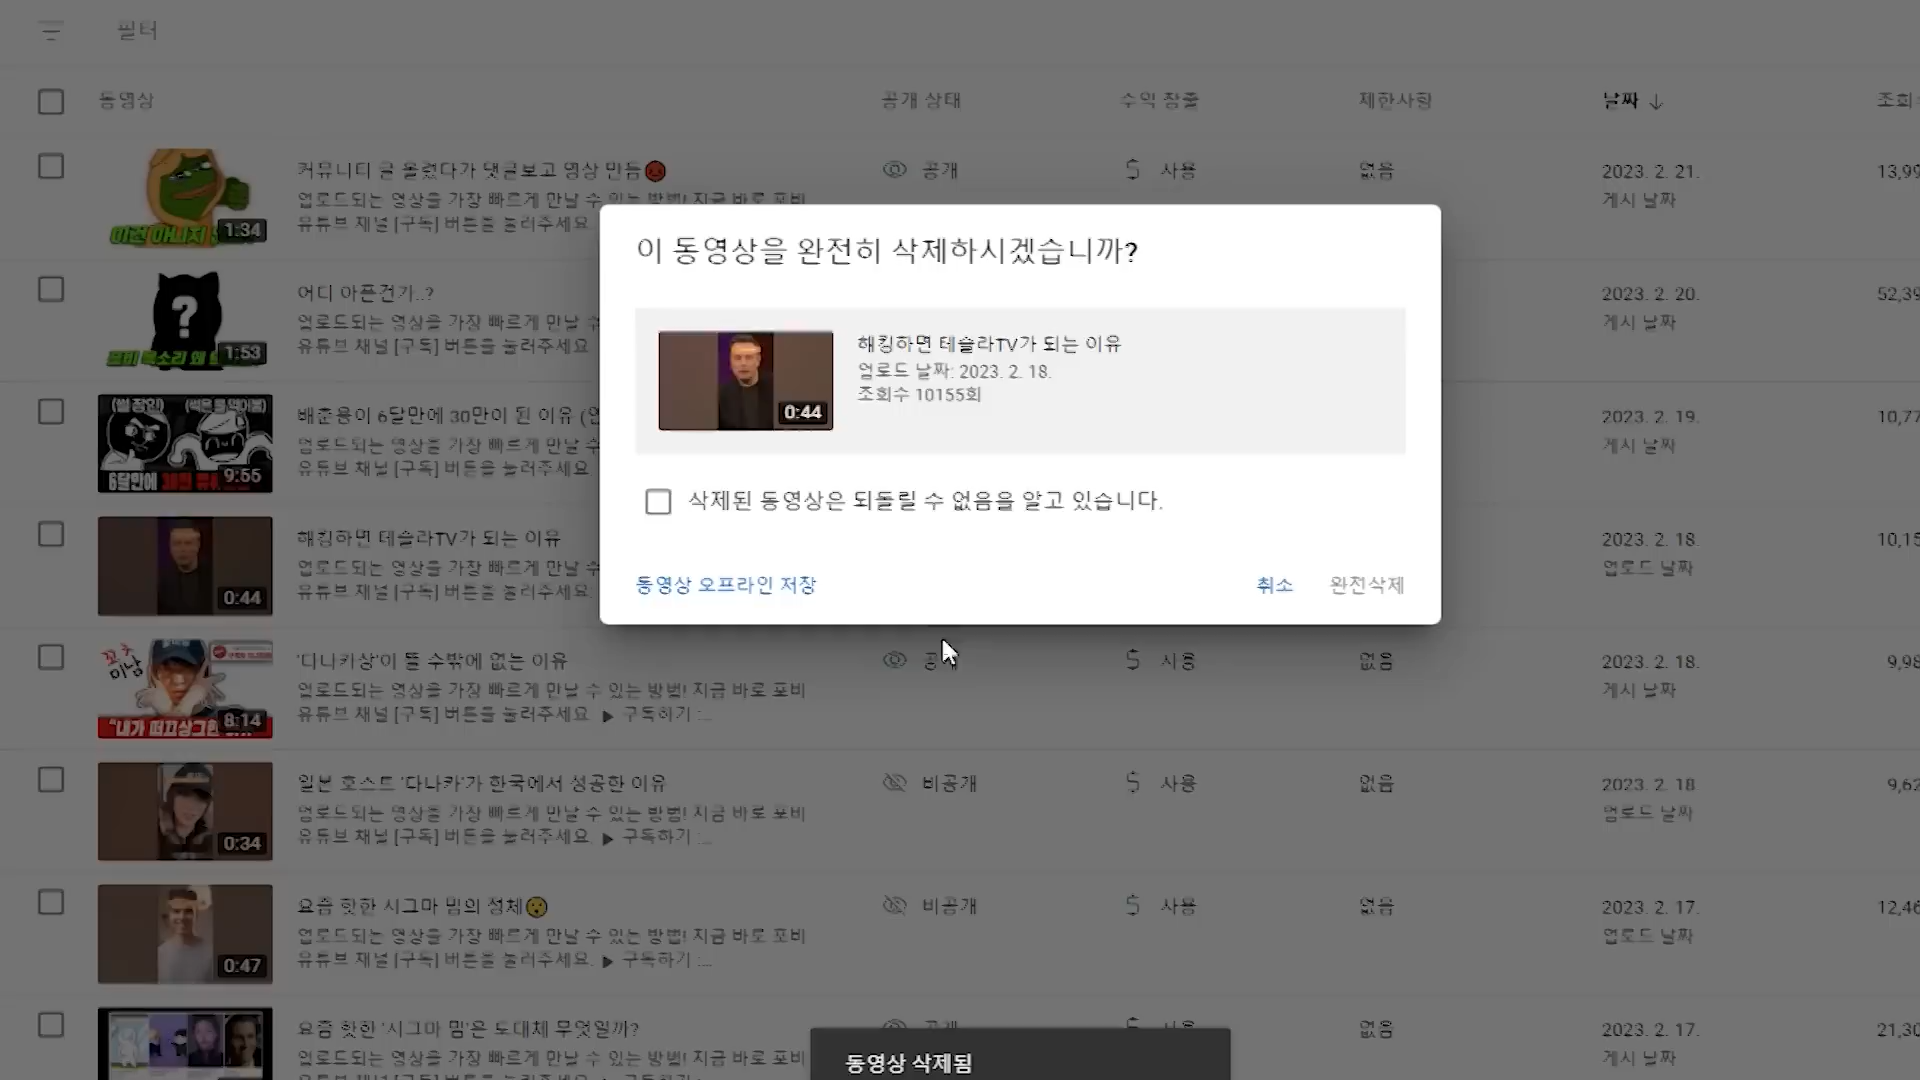 필터
동영상
공개 상태
수익 창출
제한사항
날짜
커뮤니티 글 올렸다가 댓글보고 영상 만듬
업로드되는 영상을 가장 빠르게 만날 수 있는 방법! 지금 바로 포비
유튜브 채널 [구독] 버튼을 눌러주세요
1:34
공개
사용
없음
2023. 2. 21.
게시 날짜
이 동영상을 완전히 삭제하시겠습니까?
해킹하면 테슬라TV가 되는 이유
업로드 날짜: 2023. 2. 18.
조회수 10155회
0:44
삭제된 동영상은 되돌릴 수 없음을 알고 있습니다.
동영상 오프라인 저장
취소
완전삭제
어디 아픈건가..?
업로드되는 영상을 가장 빠르게 만날 수
유튜브 채널 [구독] 버튼을 눌러주세요
?
1:53
2023. 2. 20.
게시 날짜
배춘용이 6달만에 30만이 된 이유
업로드되는 영상을 가장 빠르게 만날 수
유튜브 채널 [구독] 버튼을 눌러주세요
(썰 장인)
9:55
6달만에
2023. 2. 19.
게시 날짜
해킹하면 테슬라TV가 되는 이유
업로드되는 영상을 가장 빠르게 만날 수
유튜브 채널 [구독] 버튼을 눌러주세요
0:44
2023. 2. 18.
업로드 날짜
'다나카상'이 뜰 수밖에 없는 이유
업로드되는 영상을 가장 빠르게 만날 수 있는 방법! 지금 바로 포비
유튜브 채널 [구독] 버튼을 눌러주세요 ▶ 구독하기 :...
꼬추
미남
8:14
사용
없음
2023. 2. 18.
게시 날짜
일본 호스트 '다나카'가 한국에서 성공한 이유
업로드되는 영상을 가장 빠르게 만날 수 있는 방법! 지금 바로 포비
유튜브 채널 [구독] 버튼을 눌러주세요. ▶ 구독하기 :...
0:34
비공개
사용
없음
2023. 2. 18
업로드 날짜
요즘 핫한 시그마 밈의 정체
업로드되는 영상을 가장 빠르게 만날 수 있는 방법! 지금 바로 포비
유튜브 채널 [구독] 버튼을 눌러주세요. ▶ 구독하기 :...
0:47
비공개
사용
없음
2023. 2. 17.
업로드 날짜
요즘 핫한 '시그마 밈'은 도대체 무엇일까?
업로드되는 영상을 가장 빠르게 만날 수 있는 방법! 지금 바로 포비
없음
2023. 2. 17.
게시 날짜
동영상 삭제됨